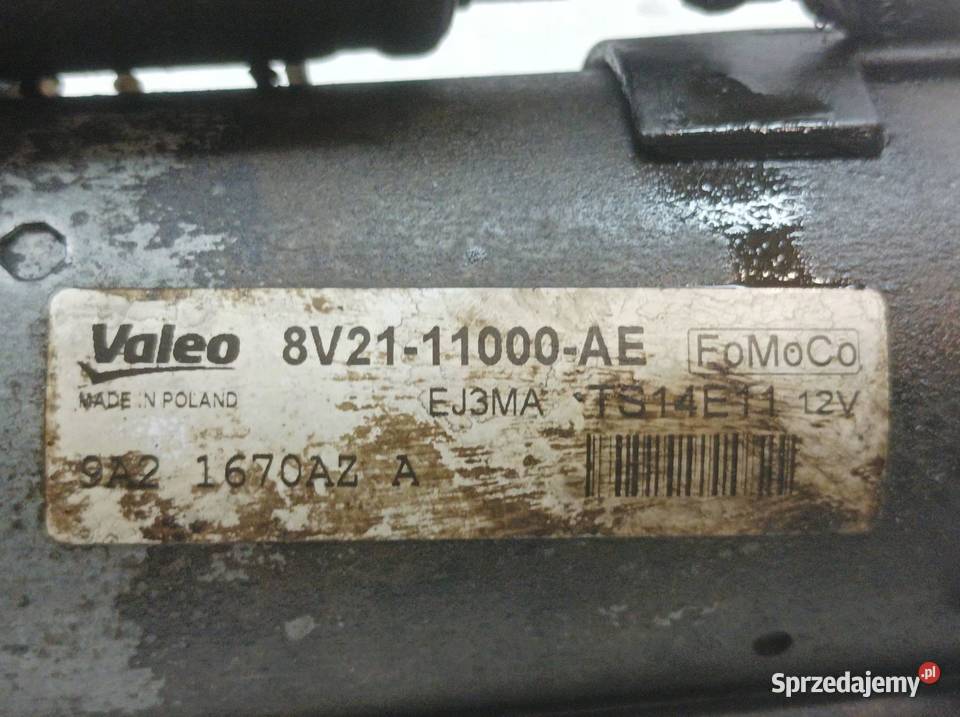 Valeo 8V21-11000-AE FoMoCo
MADE IN POLAND EJ3MA TS14E11 12V
9A2 1670AZ A
Sprzedajemy.pl